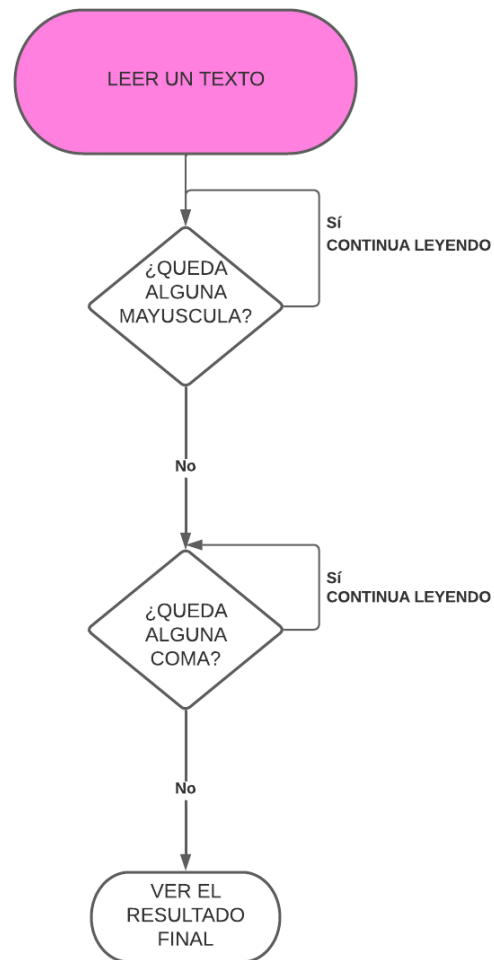 LEER UN TEXTO
Sí
CONTINUA LEYENDO
¿QUEDA
ALGUNA
MAYUSCULA?
No
Sí
CONTINUA LEYENDO
¿QUEDA
ALGUNA
COMA?
No
VER EL
RESULTADO
FINAL